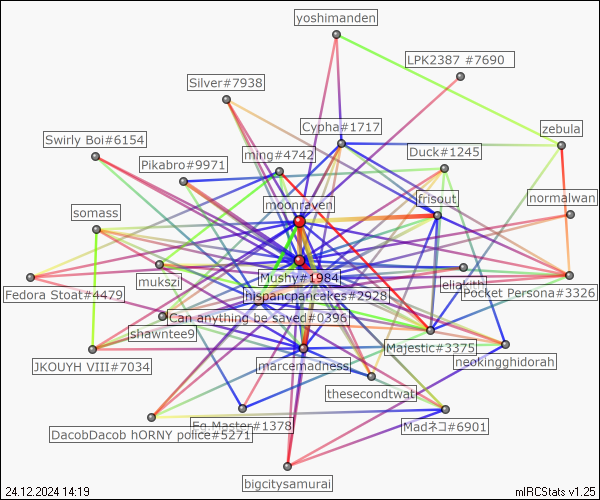 yoshimanden
LPK2387 #7690
Silver#7938
Cypha#1717
zebula
Swirly Boi#6154
ming#4742
Duck#1245
Pikabro#9971
frisout
normalwan
moonraven
somass
Mushy#1984
eliakith
mukszi
Fedora Stoat#4479
Pocket Persona#3326
hispancpancakes#2928
Can anything be saved#0396
shawntee9
Majestic#3375
JKOUYH VIII#7034
marcemadness
neokingghidorah
thesecondtwat
DacobDacob hORNY police#5271
Eg Master#1378
Madネコ#6901
bigcitysamurai
24.12.2024 14:19
mIRCStats v1.25